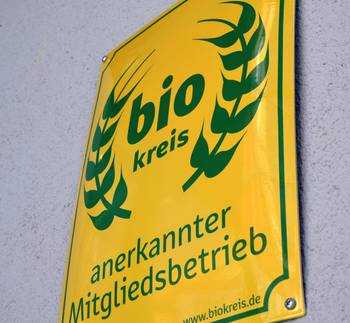 bio
kreis
anerkannter
Mitgliedsbetrieb
www.biokreis.de